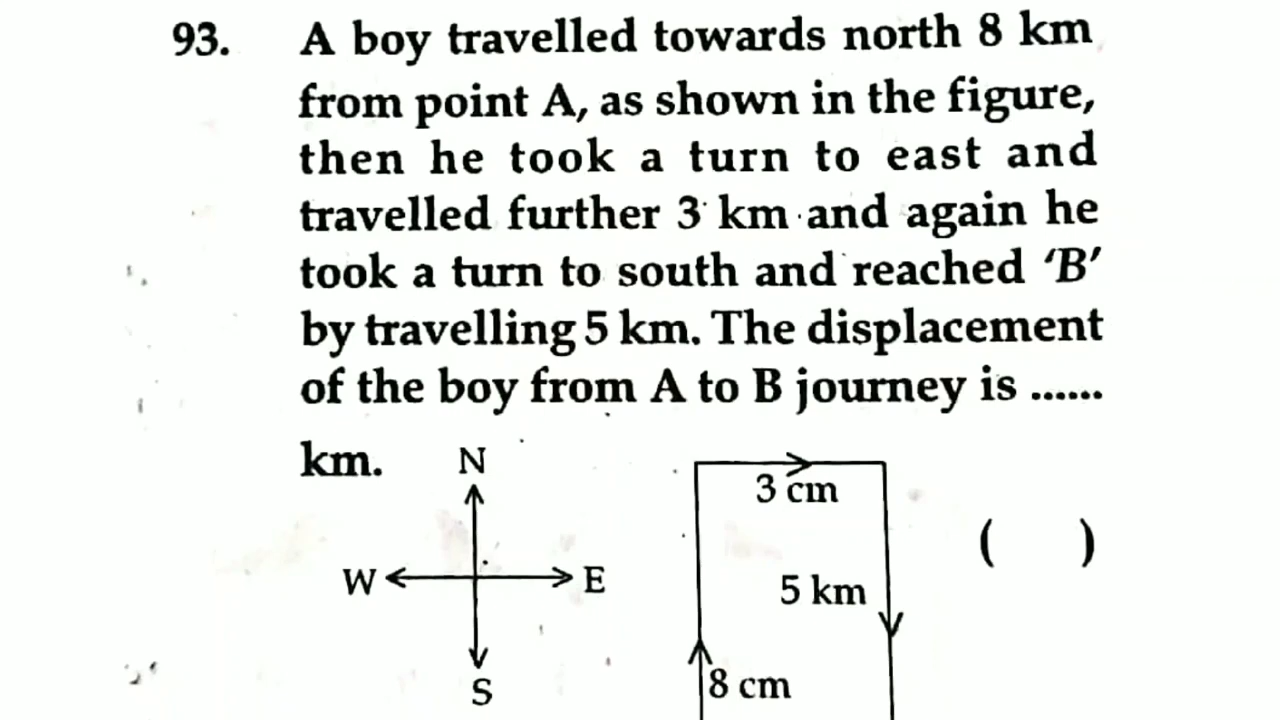 93. A boy travelled towards north 8 km
from point A, as shown in the figure,
then he took a turn to east and
travelled further 3 km and again he
took a turn to south and reached ‘B’
by travelling 5 km. The displacement
of the boy from A to B journey is ......
km.
N
W E
S
3 cm
5 km
8 cm
( )